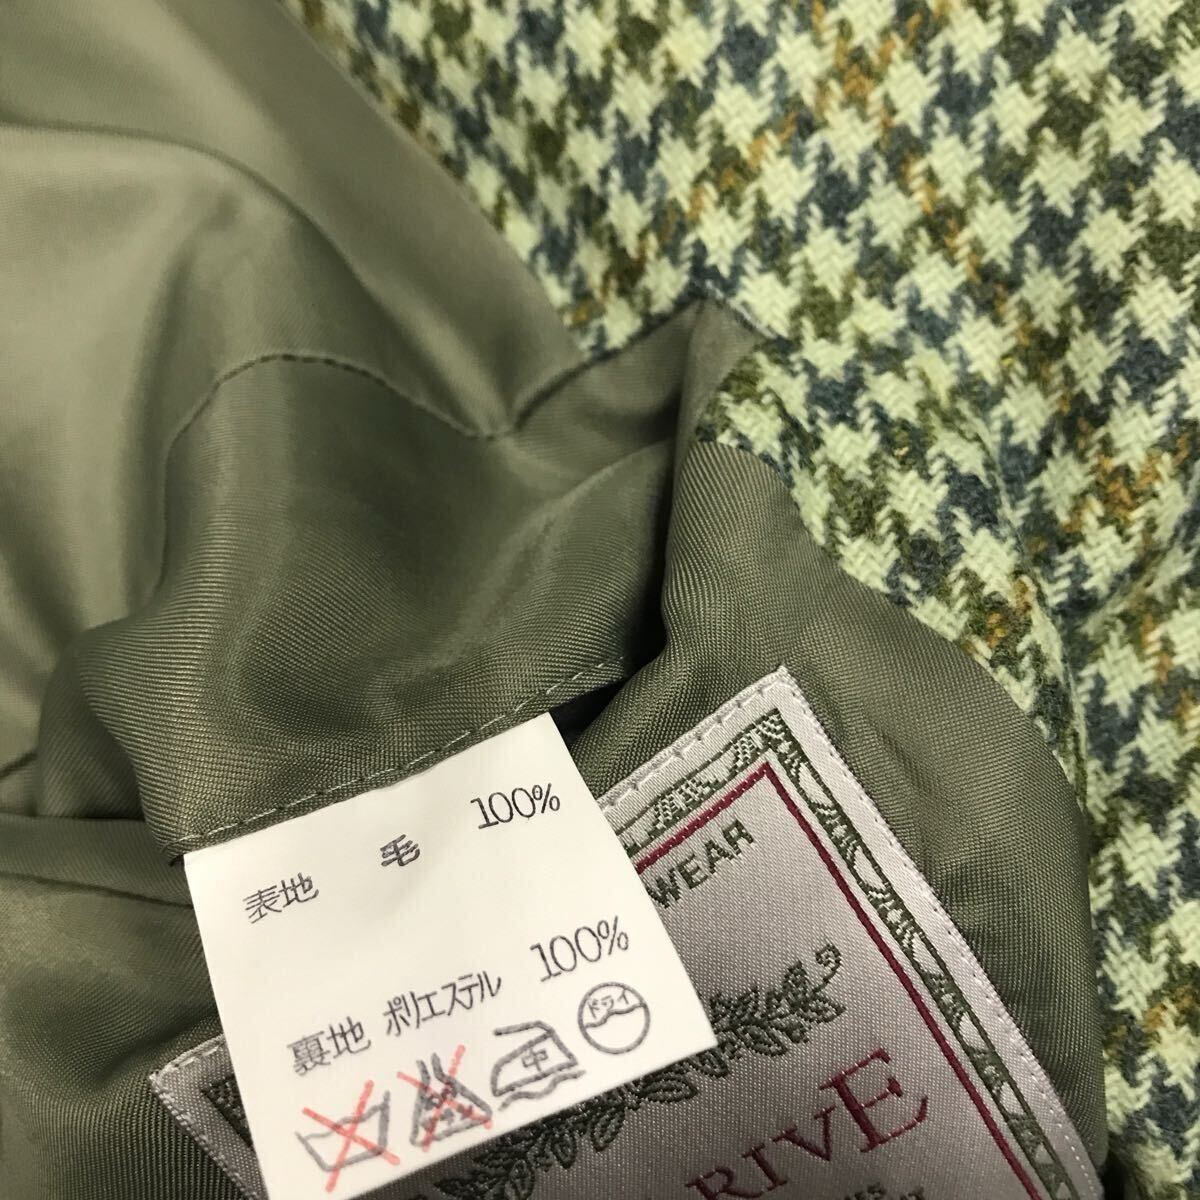 表地 毛 100%
裏地 ポリエステル 100%
中 ドライ
WEAR
RIVE